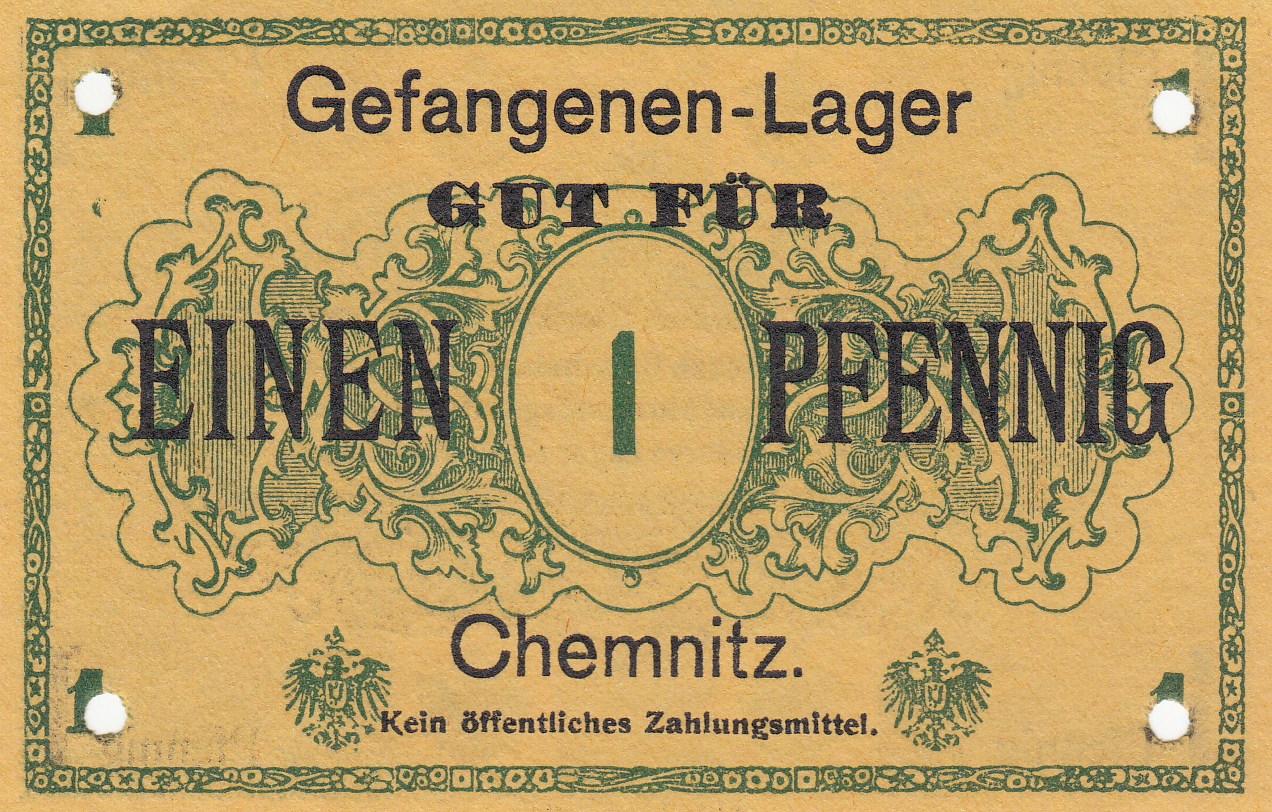 1 1
Gefangenen-Lager
GUT FÜR
EINEN 1 PFENNIG
Chemnitz.
Kein öffentliches Zahlungsmittel.
1 1